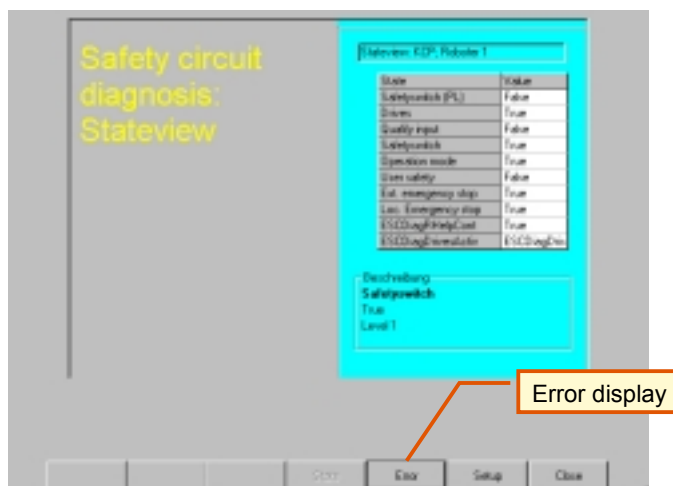 Safety circuit
diagnosis:
Stateview
Stateview: KCP, Roboter 1
State Value
Safetyswitch (PL) False
Drives True
Qualify input False
Safetyswitch True
Operation mode True
User safety False
Ext. emergency stop True
Loc. Emergency stop True
True
Beschreibung
Safetyswitch
True
Level 1
Error display
State Error Setup Close